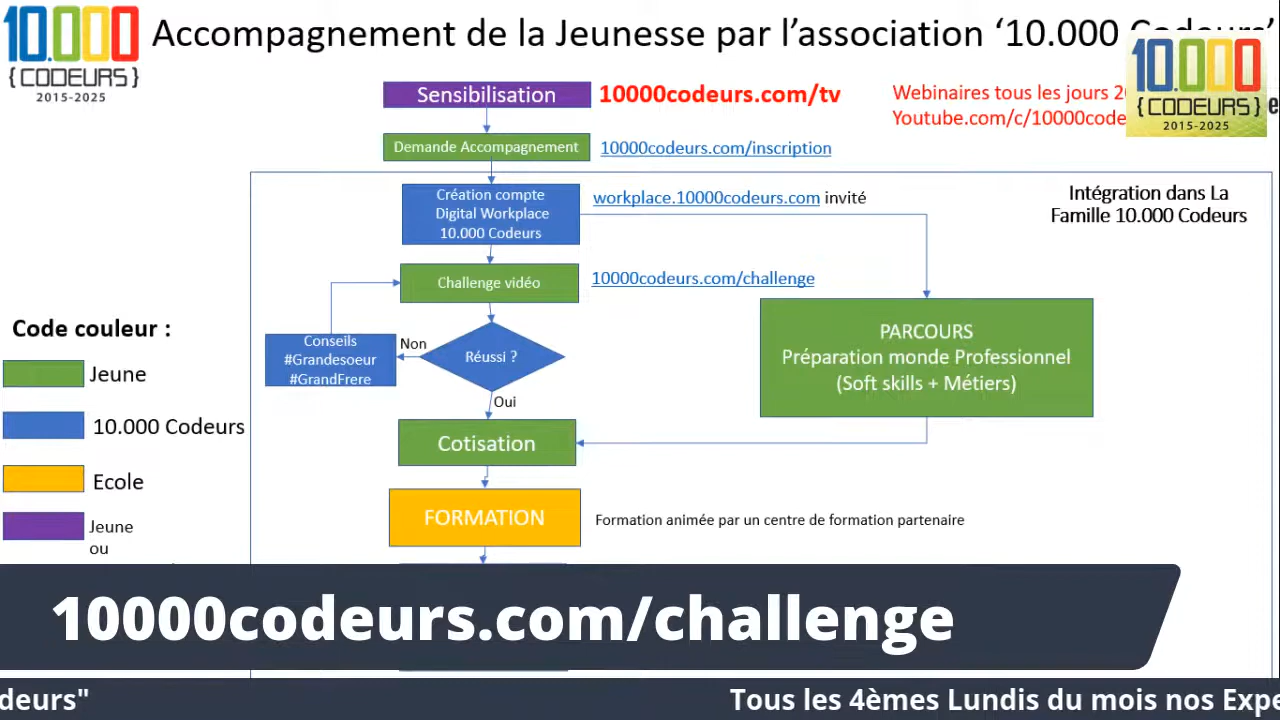 10.000
{CODEURS}
2015-2025
Accompagnement de la Jeunesse par l’association ‘10.000 Codeurs’
10.000
{CODEURS}
2015-2025
Sensibilisation
10000codeurs.com/tv
Webinaires tous les jours
Youtube.com/c/10000code
Demande Accompagnement
10000codeurs.com/inscription
Création compte
Digital Workplace
10.000 Codeurs
workplace.10000codeurs.com invité
Intégration dans La
Famille 10.000 Codeurs
Challenge vidéo
10000codeurs.com/challenge
Code couleur :
Jeune
10.000 Codeurs
Ecole
Jeune
ou
Conseils
#Grandesoeur
#GrandFrere
Non
Réussi ?
Oui
PARCOURS
Préparation monde Professionnel
(Soft skills + Métiers)
Cotisation
FORMATION
Formation animée par un centre de formation partenaire
10000codeurs.com/challenge
odeurs"
Tous les 4èmes Lundis du mois nos Expe